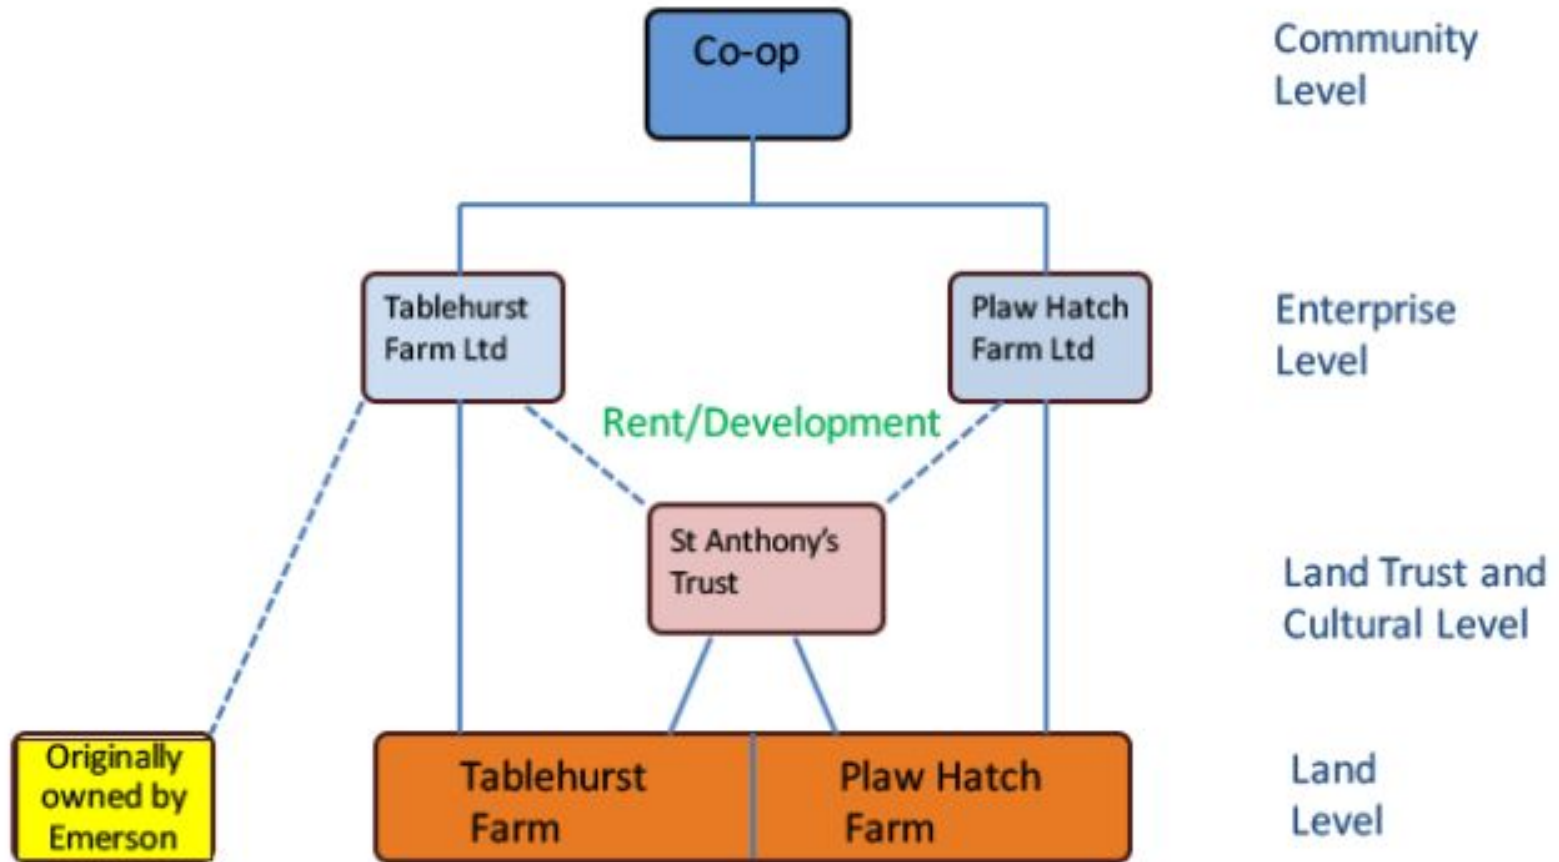 Co-op
Community
Level
Tablehurst
Farm Ltd
Plaw Hatch
Farm Ltd
Enterprise
Level
Rent/Development
St Anthony's
Trust
Land Trust and
Cultural Level
Originally
owned by
Emerson
Tablehurst
Farm
Plaw Hatch
Farm
Land
Level